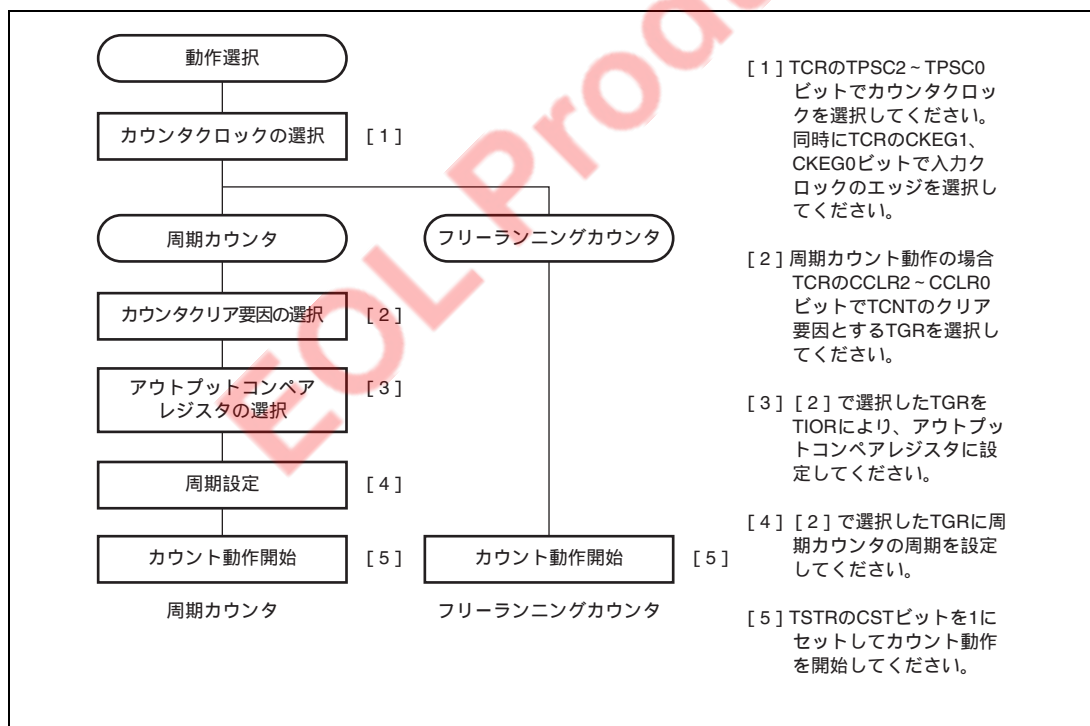 動作選択
カウンタクロックの選択 [1]
周期カウンタ
フリーランニングカウンタ
カウンタクリア要因の選択 [2]
アウトプットコンペア
レジスタの選択 [3]
周期設定 [4]
カウント動作開始 [5]
カウント動作開始 [5]
周期カウンタ
フリーランニングカウンタ
[1] TCRのTPSC2~TPSC0
ビットでカウンタクロッ
クを選択してください。
同時にTCRのCKEG1、
CKEG0ビットで入力ク
ロックのエッジを選択し
てください。
[2] 周期カウント動作の場合
TCRのCCLR2~CCLR0
ビットでTCNTのクリア
要因とするTGRを選択し
てください。
[3] [2]で選択したTGRを
TIORにより、アウトプッ
トコンペアレジスタに設
定してください。
[4] [2]で選択したTGRに周
期カウンタの周期を設定
してください。
[5] TSTRのCSTビットを1に
セットしてカウント動作
を開始してください。
EOL Produ